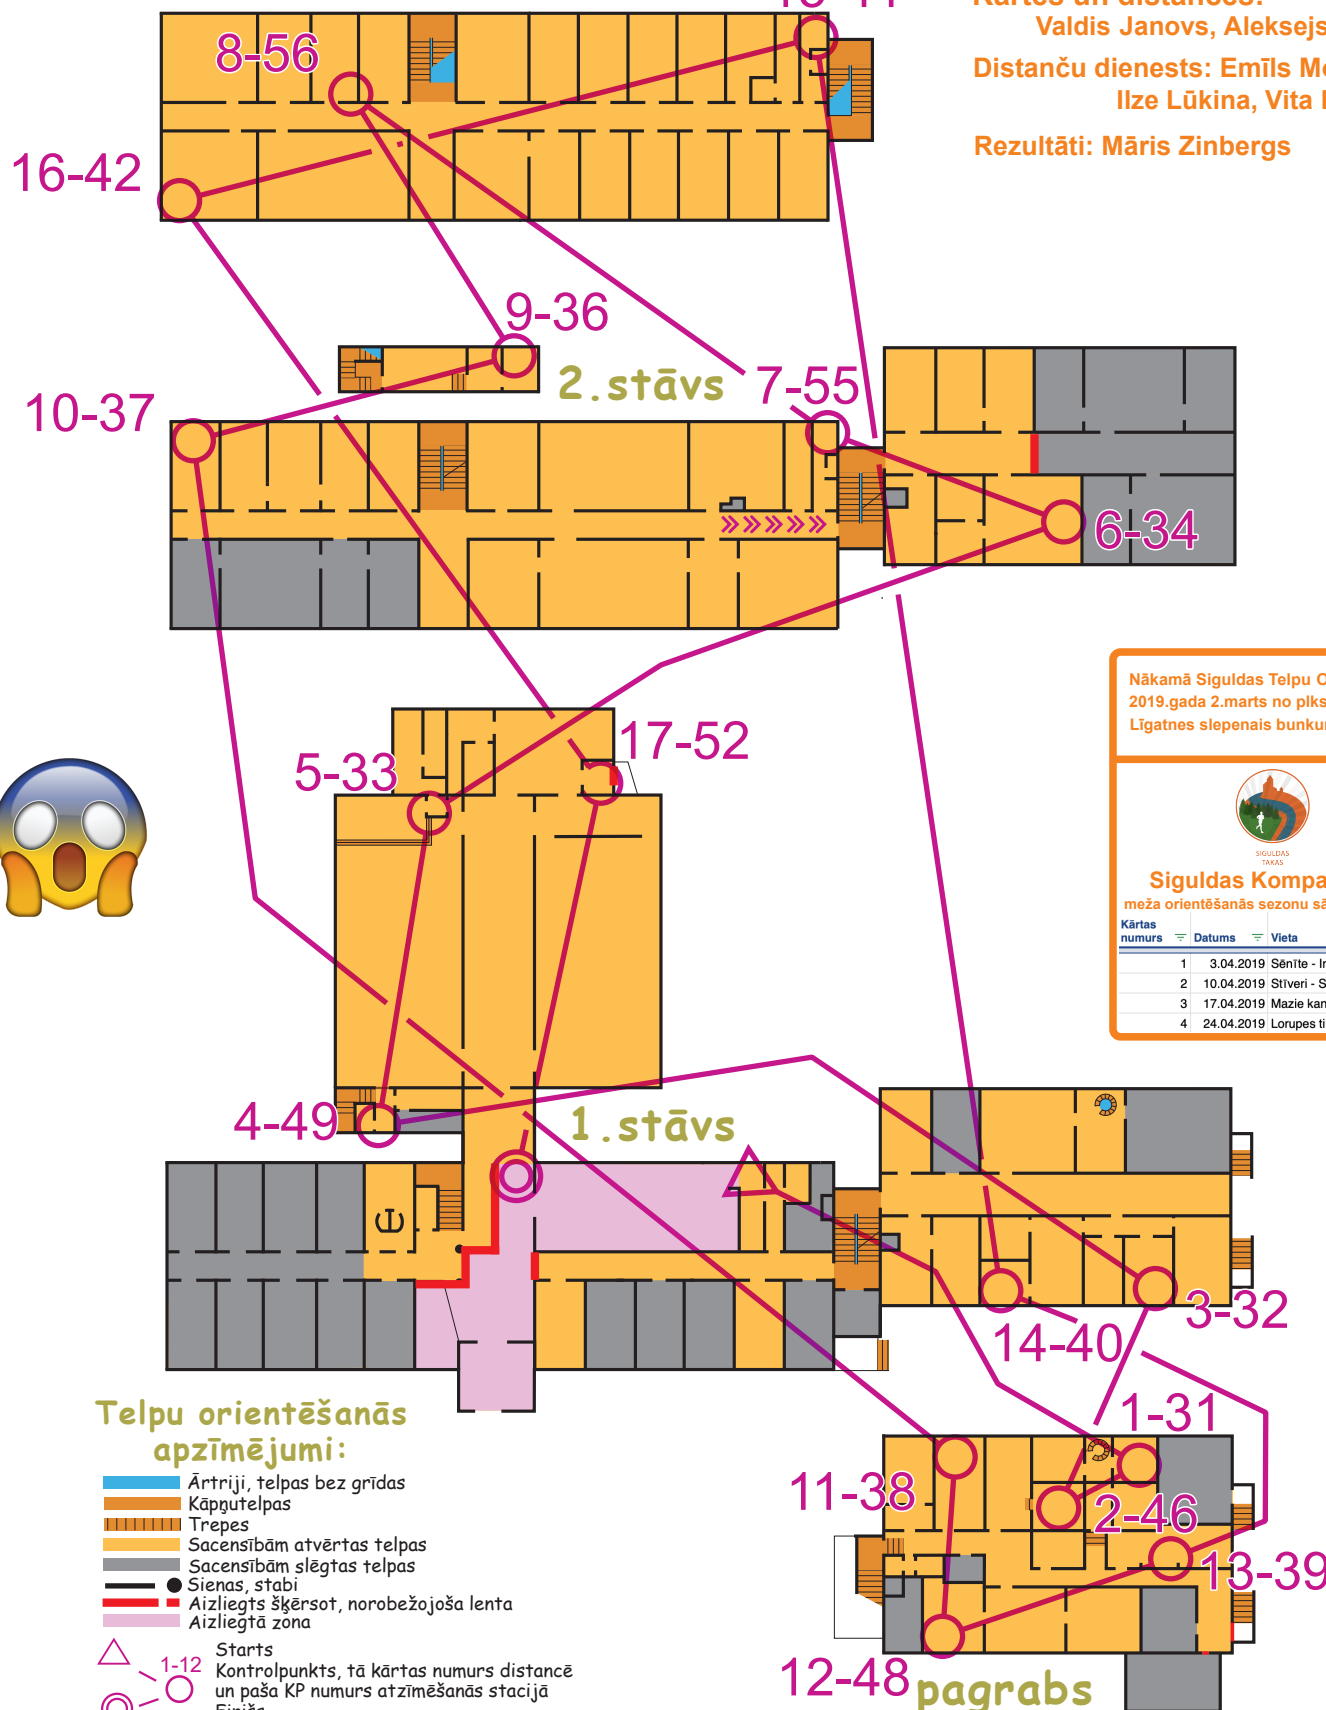 Valdis Janovs, Aleksejs
Distanču dienests: Emīls
Ilze Lūkina, Vita
Rezultāti: Māris Zinbergs
8-56
16-42
9-36
2.stāvs
7-55
10-37
6-34
Nākamā Siguldas Telpu
2019.gada 2.marts no plks
Līgatnes slepenais bunku
17-52
5-33
SIGULDAS
TAKAS
Siguldas Kompa
meža orientēšanās sezonu sā
Kārtas
numurs Datums Vieta
1 3.04.2019 Sēnīte -
2 10.04.2019 Stīveri -
3 17.04.2019 Mazie
4 24.04.2019 Lorupes
4-49
1.stāvs
3-32
14-40
1-31
11-38
2-46
13-39
12-48
pagrabs
Telpu orientēšanās
apzīmējumi:
Ārtriji, telpas bez grīdas
Kāpņutelpas
Trepes
Sacensībām atvērtas telpas
Sacensībām slēgtas telpas
Sienas, stabi
Aizliegts šķērsot, norobežojoša lenta
Aizliegtā zona
Starts
1-12
Kontrolpunkts, tā kārtas numurs distancē
un paša KP numurs atzīmēšanās stacijā